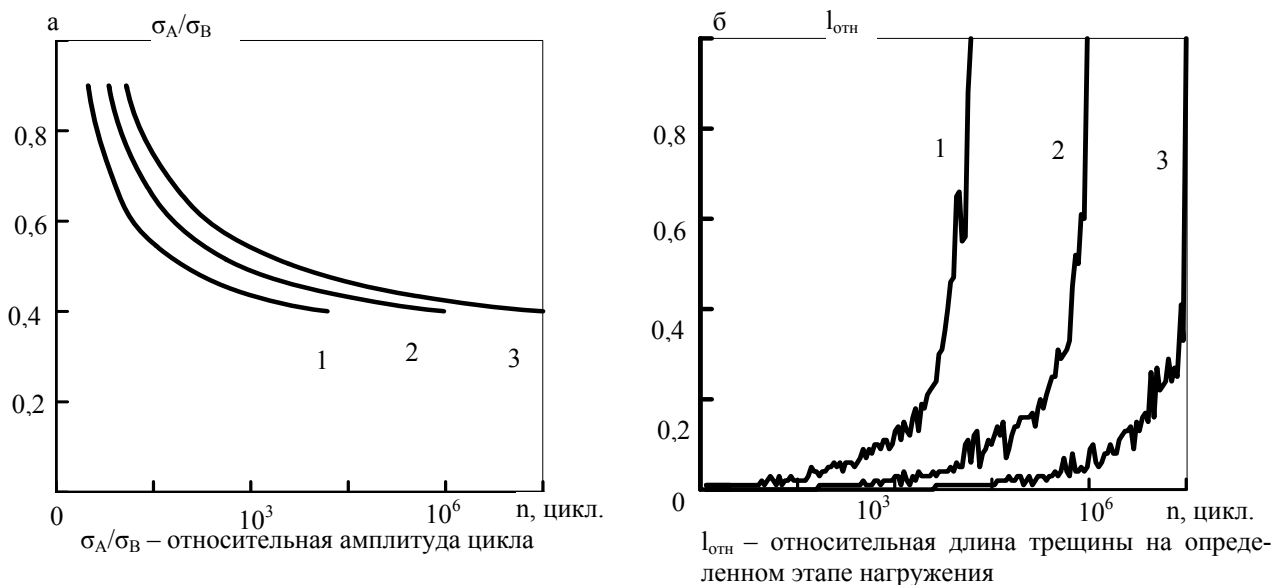 а
σA/σB
0,8
0,6
0,4
0,2
1
2
3
0
10³
10⁶
n, цикл.
σA/σB – относительная амплитуда цикла
б
lотн
0,8
0,6
0,4
0,2
1
2
3
0
10³
10⁶
n, цикл.
lотн – относительная длина трещины на опреде-
ленном этапе нагружения